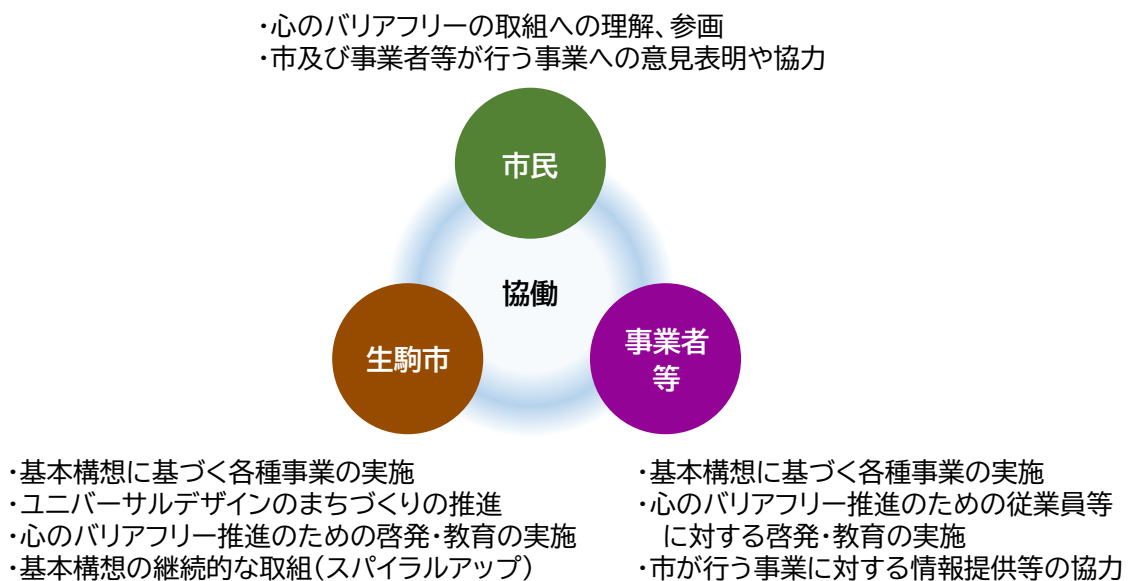 ・心のバリアフリーの取組への理解、参画
・市及び事業者等が行う事業への意見表明や協力
市民
協働
生駒市
事業者
等
・基本構想に基づく各種事業の実施
・ユニバーサルデザインのまちづくりの推進
・心のバリアフリー推進のための啓発・教育の実施
・基本構想の継続的な取組(スパイラルアップ)
・基本構想に基づく各種事業の実施
・心のバリアフリー推進のための従業員等
に対する啓発・教育の実施
・市が行う事業に対する情報提供等の協力